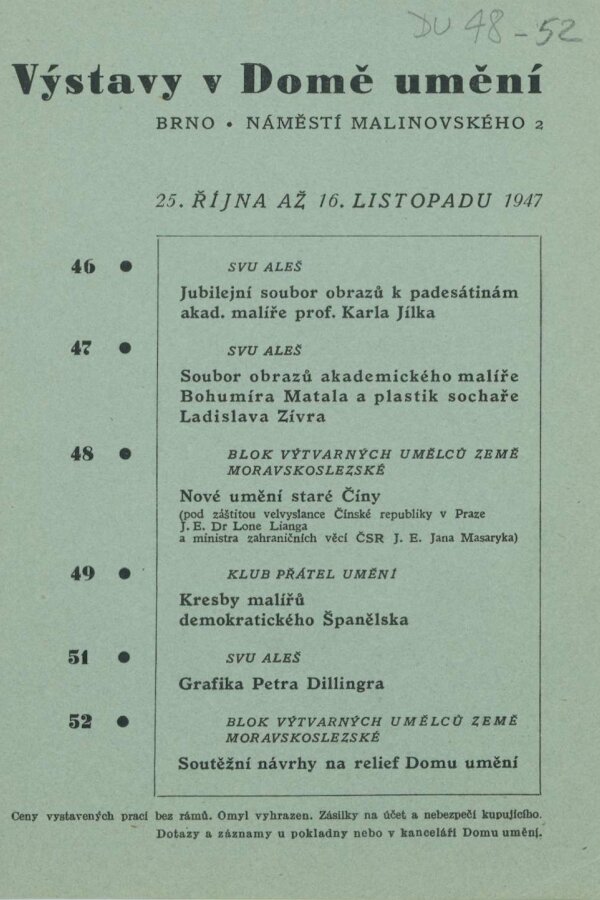 DU 48 - 52
Výstavy v Domě umění
BRNO • NÁMĚSTÍ MALINOVSKÉHO 2
25. ŘÍJNA AŽ 16. LISTOPADU 1947
46 • SVU ALEŠ
Jubilejní soubor obrazů k padesátinám
akad. malíře prof. Karla Jílka
47 • SVU ALEŠ
Soubor obrazů akademického malíře
Bohumíra Matala a plastik sochaře
Ladislava Zívra
48 • BLOK VÝTVARNÝCH UMĚLCŮ ZEMĚ
MORAVSKOSLEZSKÉ
Nové umění staré Číny
(pod záštitou velvyslance Čínské republiky v Praze
J. E. Dr Lone Lianga
a ministra zahraničních věcí ČSR J. E. Jana Masaryka)
49 • KLUB PŘÁTEL UMĚNÍ
Kresby malířů
demokratického Španělska
51 • SVU ALEŠ
Grafika Petra Dillingra
52 • BLOK VÝTVARNÝCH UMĚLCŮ ZEMĚ
MORAVSKOSLEZSKÉ
Soutěžní návrhy na relief Domu umění
Ceny vystavených prací bez rámů. Omyl vyhrazen. Zásilky na účet a nebezpečí kupujícího.
Dotazy a záznamy u pokladny nebo v kanceláři Domu umění.